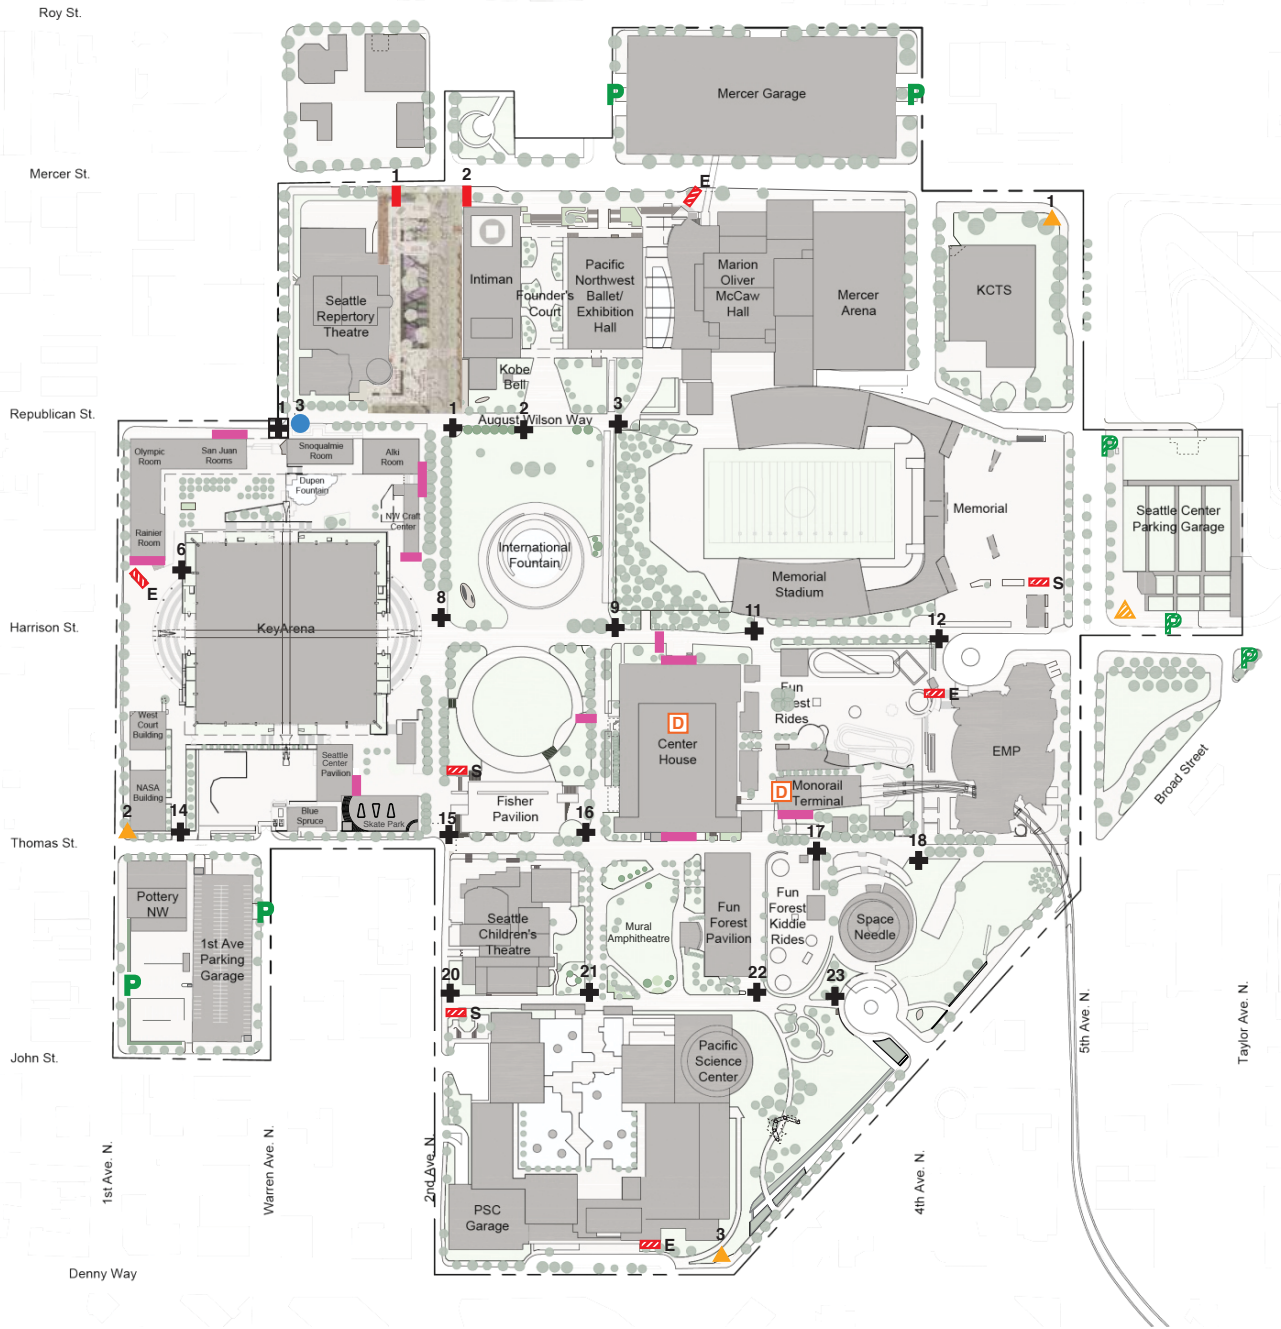 Roy St.
Mercer Garage
P
P
Mercer St.
1
2
E
1
Seattle
Repertory
Theatre
Intiman
Founder's
Court
Pacific
Northwest
Ballet/
Exhibition
Hall
Marion
Oliver
McCaw
Hall
Mercer
Arena
KCTS
Kobe
Bell
Republican St.
1
3
1
2
3
August Wilson Way
P
Olympic
Room
San Juan
Rooms
Snoqualmie
Room
Alki
Room
Dupen
Fountain
NW Craft
Center
Rainier
Room
International
Fountain
Memorial
Seattle Center
Parking Garage
6
E
Memorial
Stadium
S
8
9
11
12
P
Harrison St.
KeyArena
P
West
Court
Building
Seattle
Center
Pavilion
NASA
Building
Blue
Spruce
Skate Park
D
Center
House
Fun
Forest
Rides
E
EMP
S
Fisher
Pavilion
D
Monorail
Terminal
Broad Street
2
14
15
16
17
18
Thomas St.
Pottery
NW
1st Ave
Parking
Garage
P
P
Seattle
Children's
Theatre
Mural
Amphitheatre
Fun
Forest
Pavilion
Fun
Forest
Kiddie
Rides
Space
Needle
20
21
22
23
S
John St.
Pacific
Science
Center
5th Ave. N.
Taylor Ave. N.
1st Ave. N.
Warren Ave. N.
2nd Ave. N.
4th Ave. N.
PSC
Garage
E
3
Denny Way